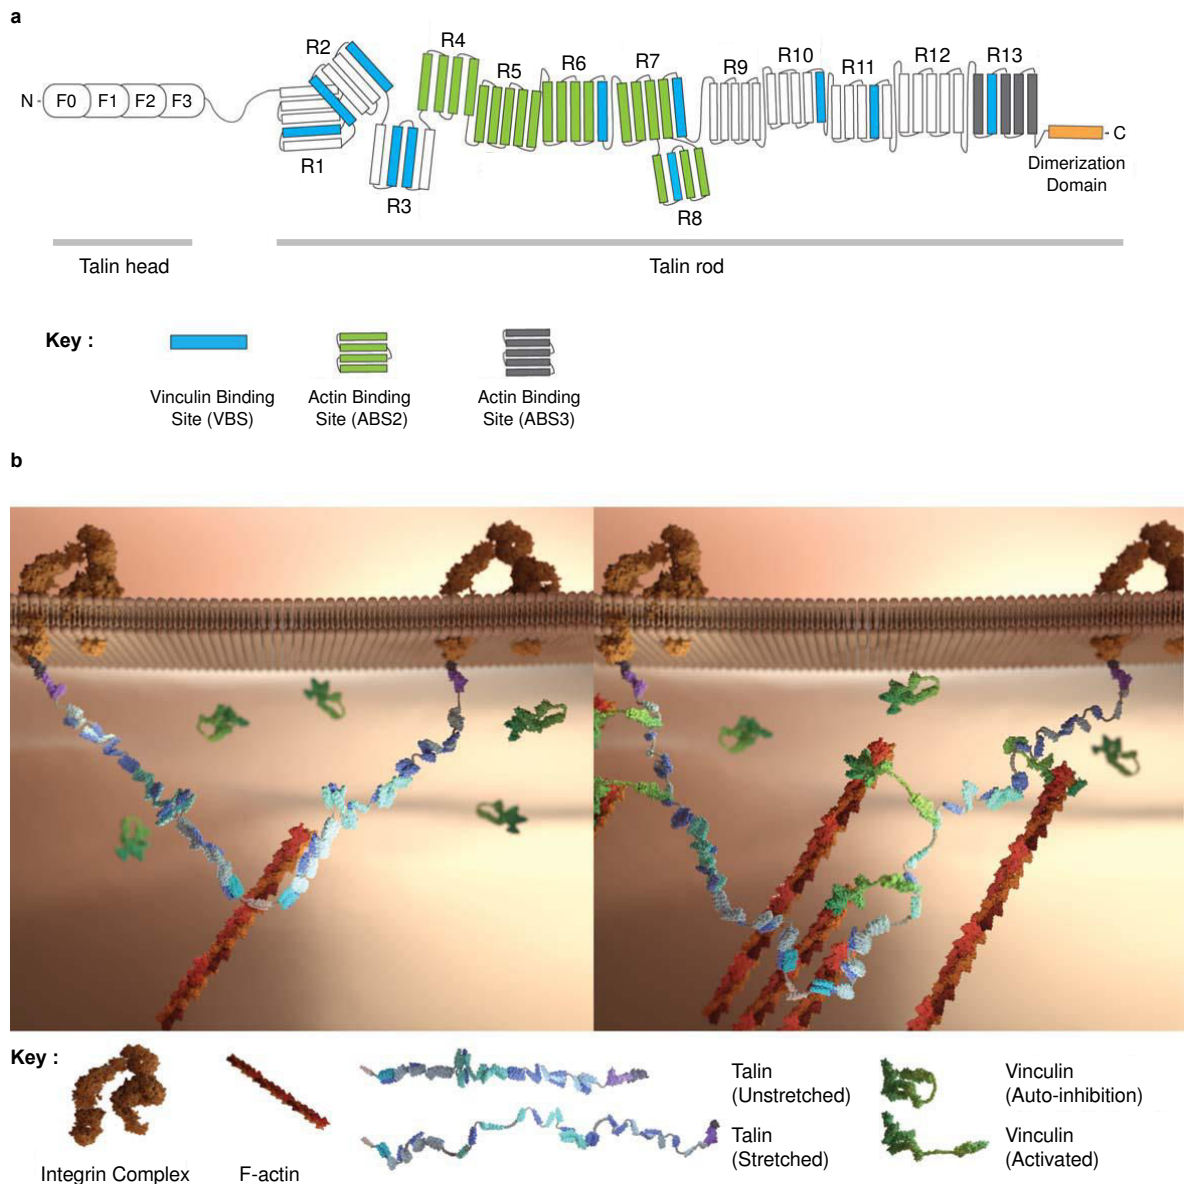 a
R4
R2
R7
R10
R6
R12
R13
R5
R9
R11
N
F0
F1
F2
F3
C
R1
Dimerization
Domain
R3
R8
Talin head
Talin rod
Key :
Vinculin Binding
Site (VBS)
Actin Binding
Site (ABS2)
Actin Binding
Site (ABS3)
b
Key :
Integrin Complex
F-actin
Talin
(Unstretched)
Talin
(Stretched)
Vinculin
(Auto-inhibition)
Vinculin
(Activated)